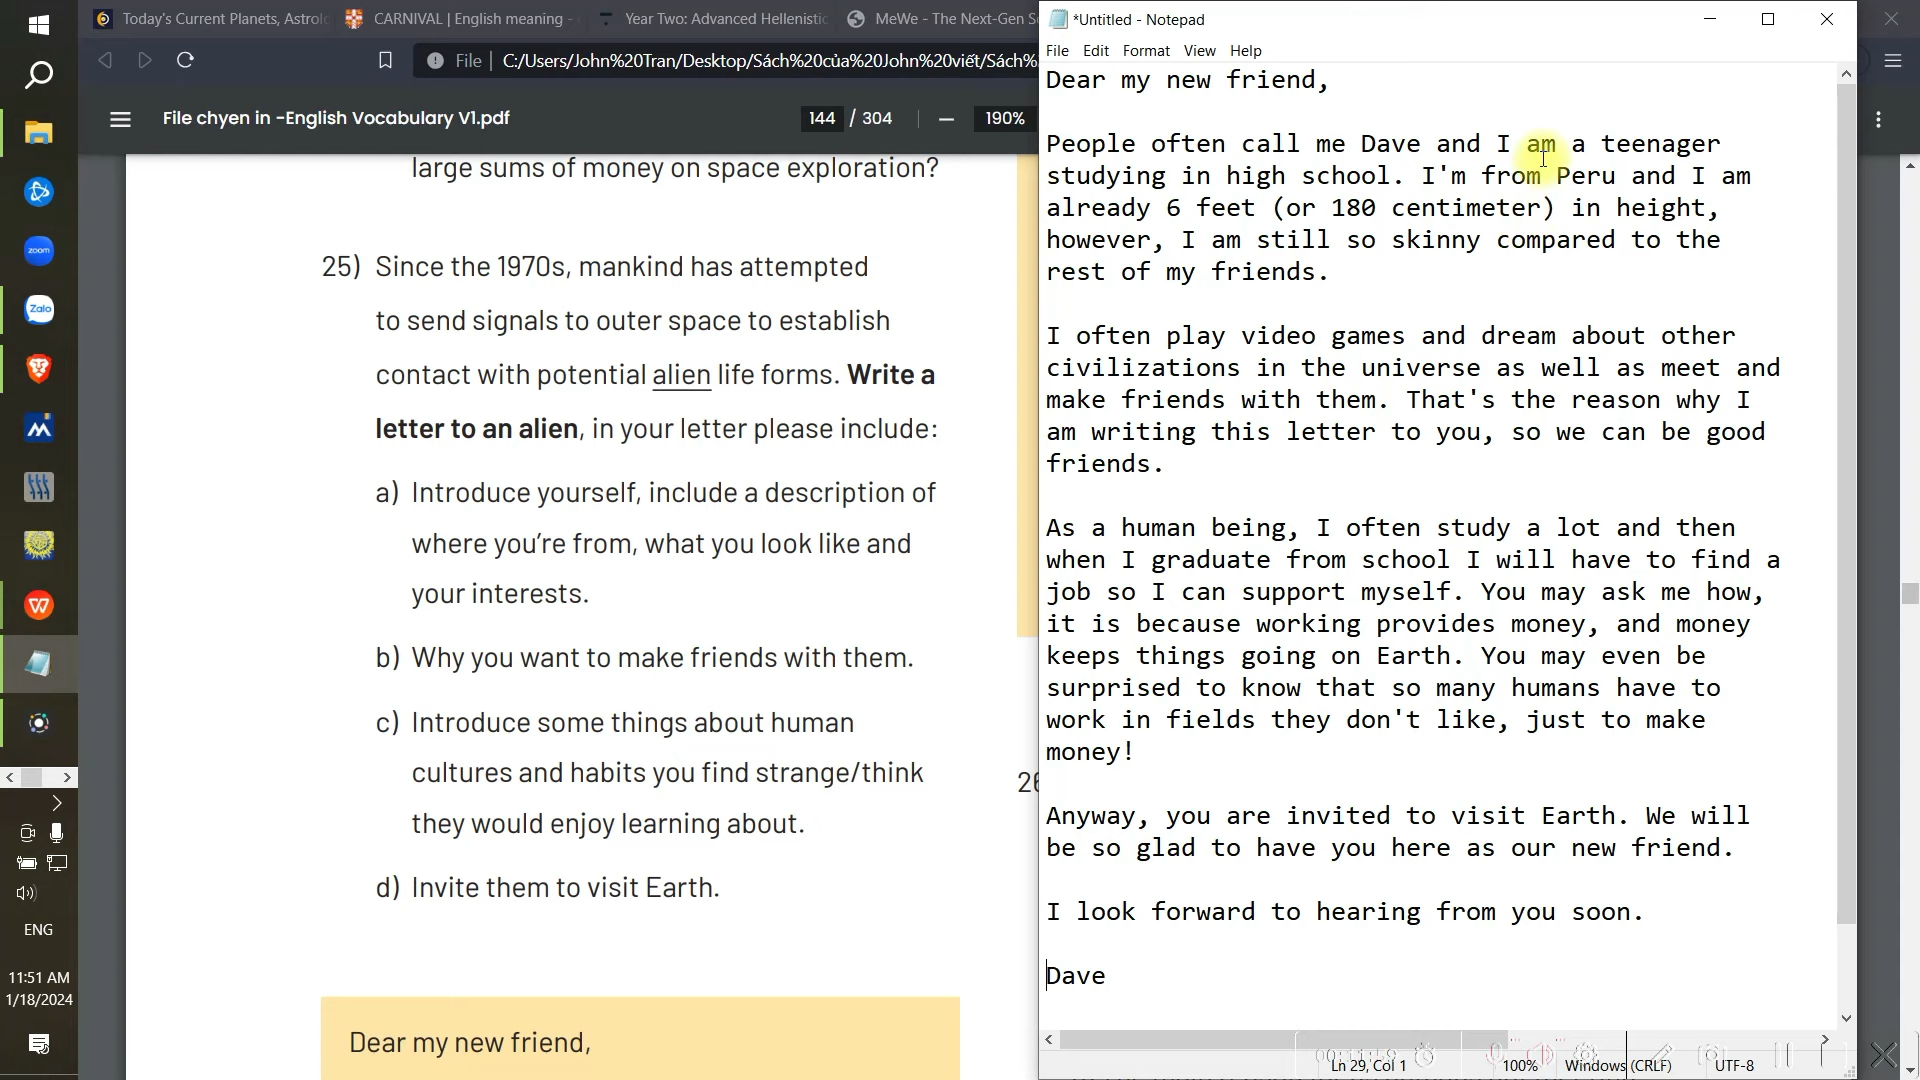 Today's Current Planets, Astrol
CARNIVAL | English meaning -
Year Two: Advanced Hellenistic
MeWe - The Next-Gen S
File
C:/Users/John%20Tran/Desktop/Sách%20của%20John%20viết/Sách%
File chyen in -English Vocabulary V1.pdf
144 / 304
190%
large sums of money on space exploration?
25) Since the 1970s, mankind has attempted
to send signals to outer space to establish
contact with potential alien life forms. Write a
letter to an alien, in your letter please include:
a) Introduce yourself, include a description of
where you're from, what you look like and
your interests.
b) Why you want to make friends with them.
c) Introduce some things about human
cultures and habits you find strange/think
they would enjoy learning about.
d) Invite them to visit Earth.
Dear my new friend,
26
*Untitled - Notepad
File Edit Format View Help
Dear my new friend,
People often call me Dave and I am a teenager
studying in high school. I'm from Peru and I am
already 6 feet (or 180 centimeter) in height,
however, I am still so skinny compared to the
rest of my friends.
I often play video games and dream about other
civilizations in the universe as well as meet and
make friends with them. That's the reason why I
am writing this letter to you, so we can be good
friends.
As a human being, I often study a lot and then
when I graduate from school I will have to find a
job so I can support myself. You may ask me how,
it is because working provides money, and money
keeps things going on Earth. You may even be
surprised to know that so many humans have to
work in fields they don't like, just to make
money!
Anyway, you are invited to visit Earth. We will
be so glad to have you here as our new friend.
I look forward to hearing from you soon.
Dave
Ln 29, Col 1
100%
Windows (CRLF)
UTF-8
zoom
Zalo
ENG
11:51 AM
1/18/2024